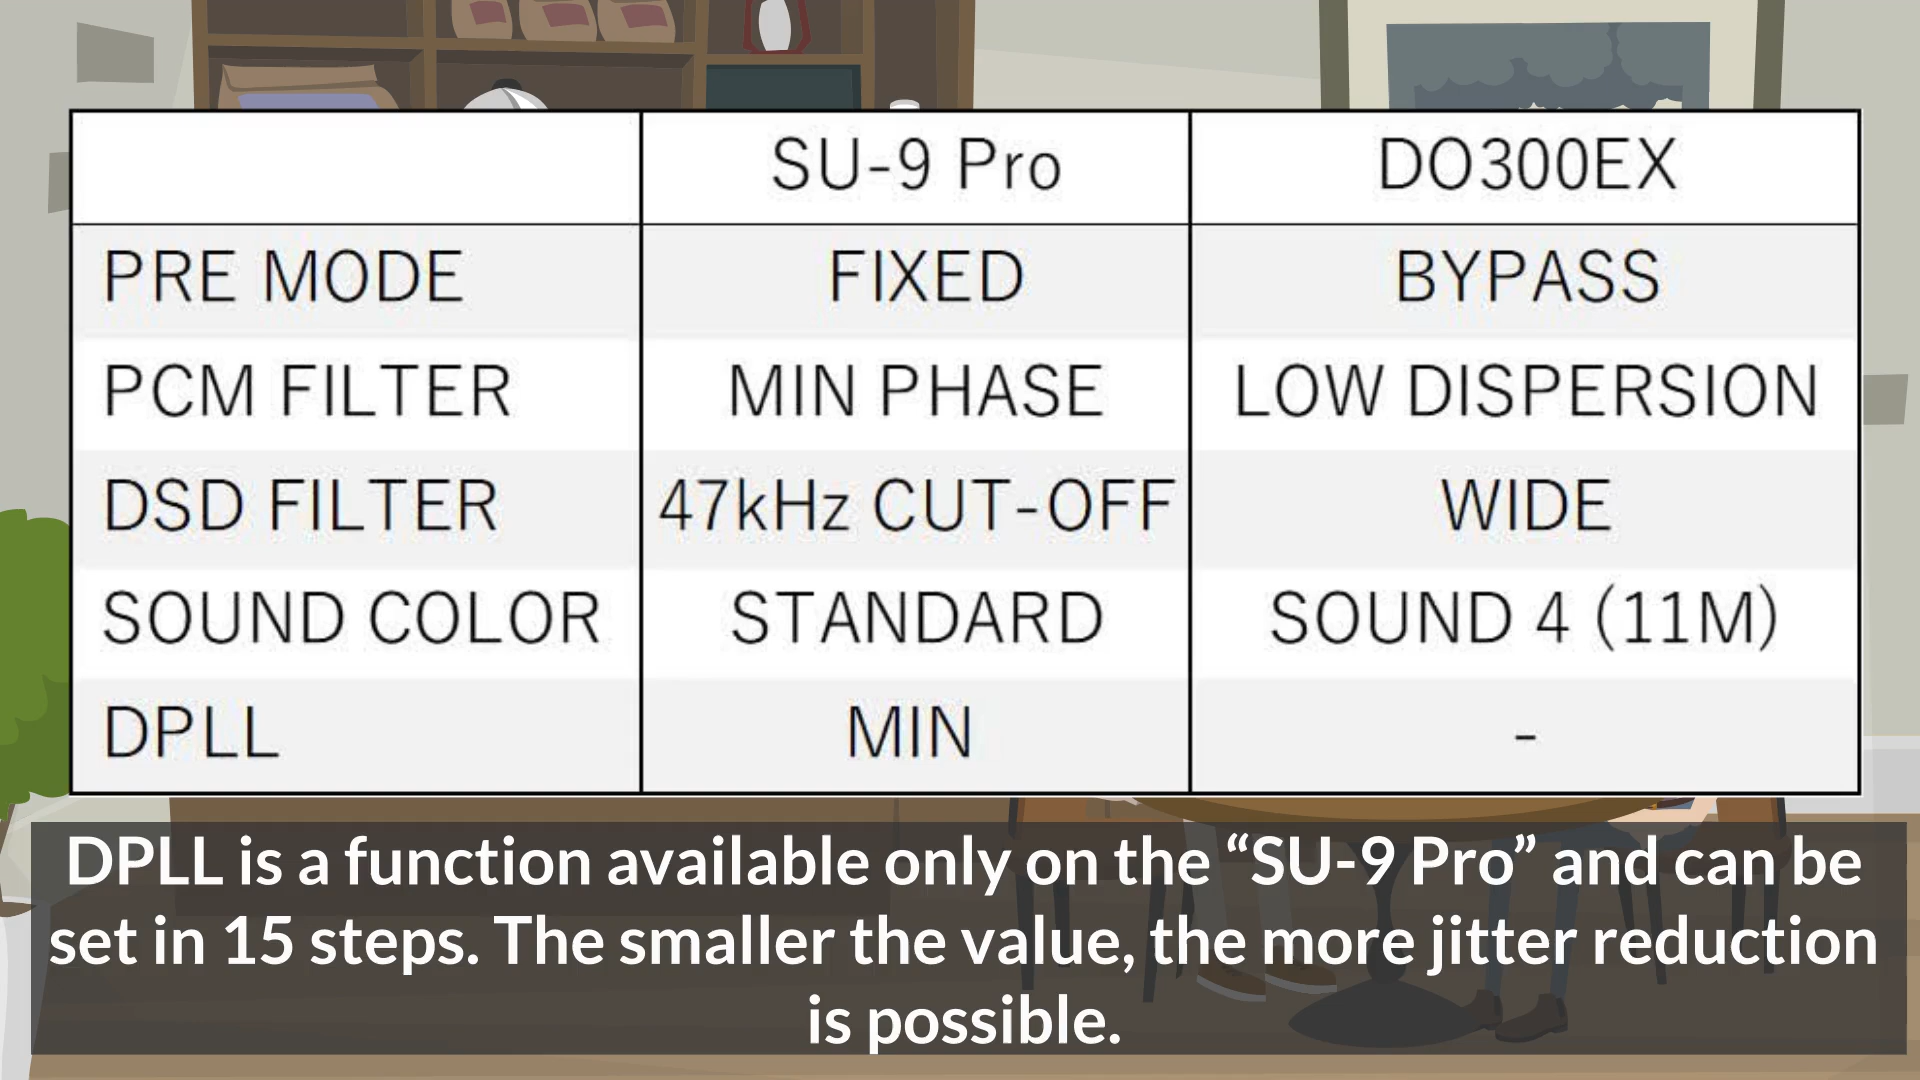 SU-9 Pro DO300EX
PRE MODE FIXED BYPASS
PCM FILTER MIN PHASE LOW DISPERSION
DSD FILTER 47kHz CUT-OFF WIDE
SOUND COLOR STANDARD SOUND 4 (11M)
DPLL MIN -
DPLL is a function available only on the “SU-9 Pro” and can be
set in 15 steps. The smaller the value, the more jitter reduction
is possible.